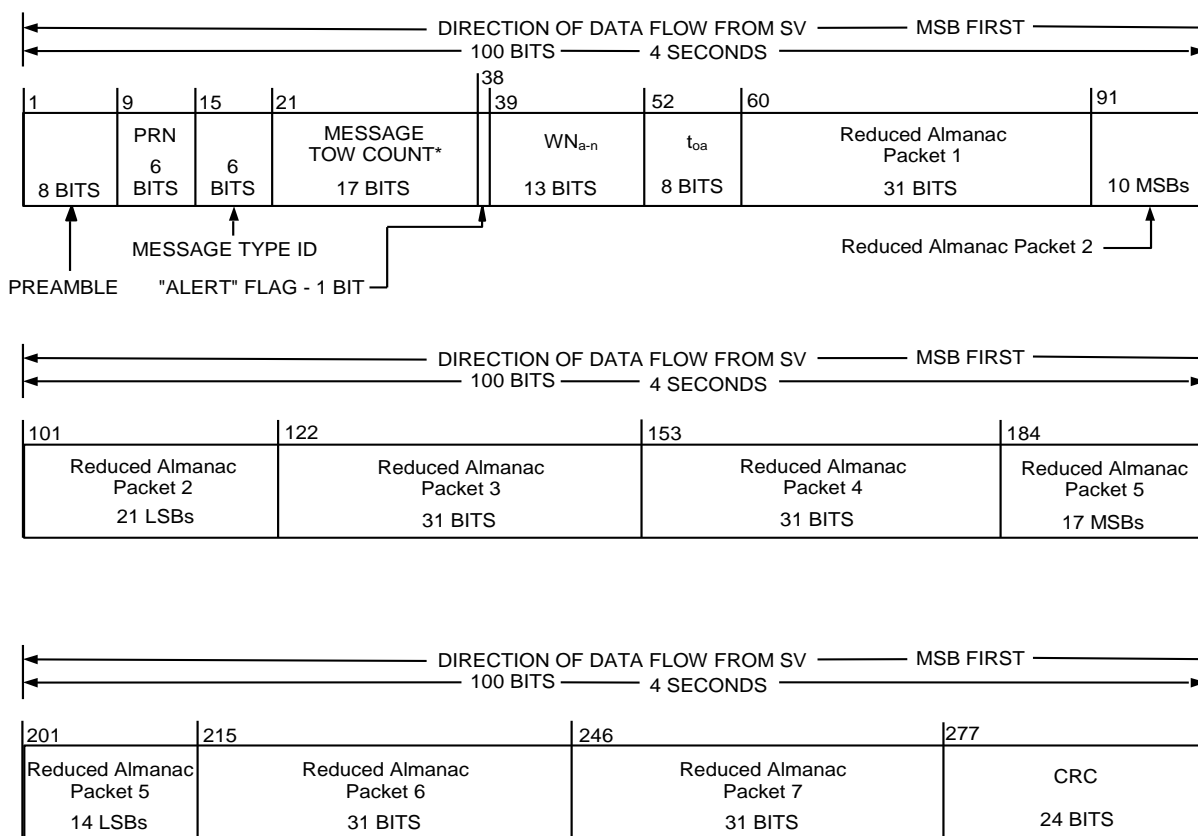 DIRECTION OF DATA FLOW FROM SV MSB FIRST
100 BITS 4 SECONDS
38
1 9 15 21 39 52 60 91
PRN MESSAGE WNa-n toa Reduced Almanac
TOW COUNT* Packet 1
6 6
8 BITS BITS BITS 17 BITS 13 BITS 8 BITS 31 BITS 10 MSBs
MESSAGE TYPE ID Reduced Almanac Packet 2
PREAMBLE "ALERT" FLAG - 1 BIT
DIRECTION OF DATA FLOW FROM SV MSB FIRST
100 BITS 4 SECONDS
101 122 153 184
Reduced Almanac Reduced Almanac Reduced Almanac Reduced Almanac
Packet 2 Packet 3 Packet 4 Packet 5
21 LSBs 31 BITS 31 BITS 17 MSBs
DIRECTION OF DATA FLOW FROM SV MSB FIRST
100 BITS 4 SECONDS
201 215 246 277
Reduced Almanac Reduced Almanac Reduced Almanac CRC
Packet 5 Packet 6 Packet 7
14 LSBs 31 BITS 31 BITS 24 BITS